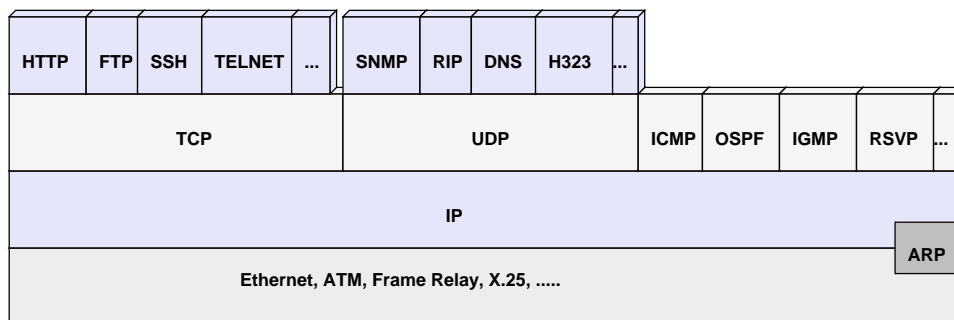 HTTP FTP SSH TELNET ... SNMP RIP DNS H323 ...
TCP UDP ICMP OSPF IGMP RSVP ...
IP
ARP
Ethernet, ATM, Frame Relay, X.25, .....